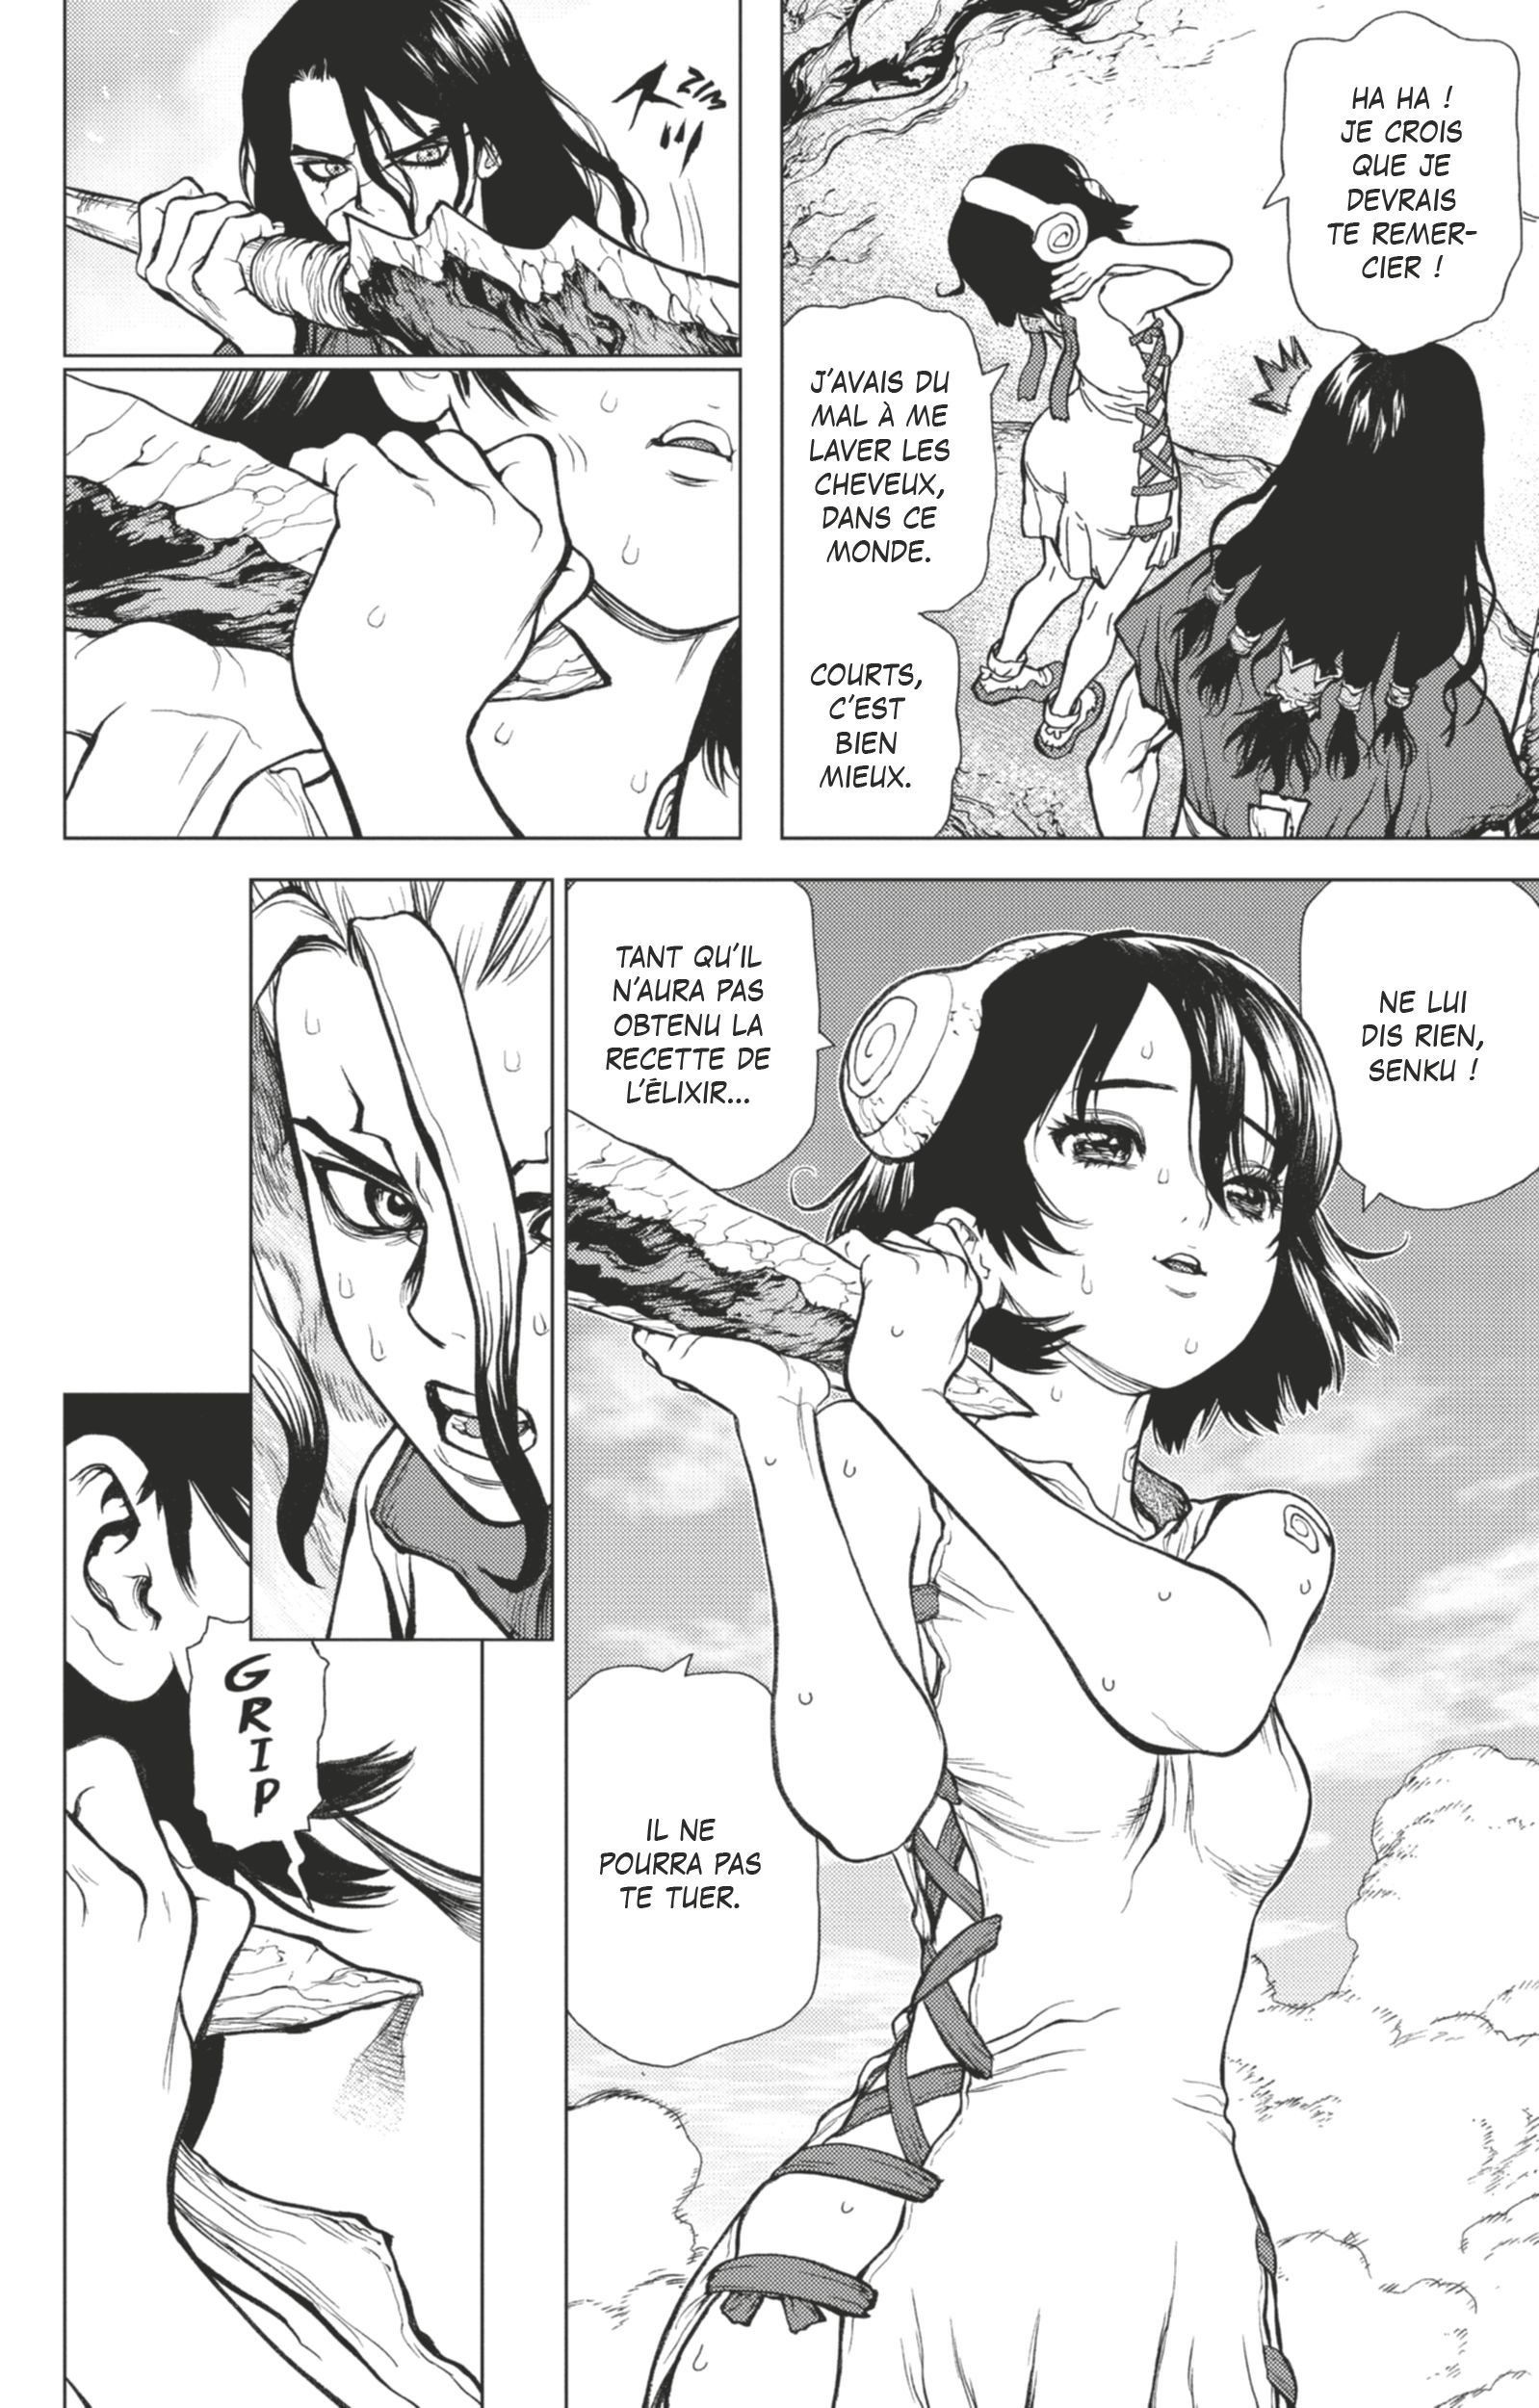 HA HA !
JE CROIS
QUE JE
DEVRAIS
TE REMER-
CIER !
J'AVAIS DU
MAL À ME
LAVER LES
CHEVEUX,
DANS CE
MONDE.
COURTS,
C'EST
BIEN
MIEUX.
ZIM
NE LUI
DIS RIEN,
SENKU !
TANT QU'IL
N'AURA PAS
OBTENU LA
RECETTE DE
L'ÉLIXIR...
IL NE
POURRA PAS
TE TUER.
GRIP